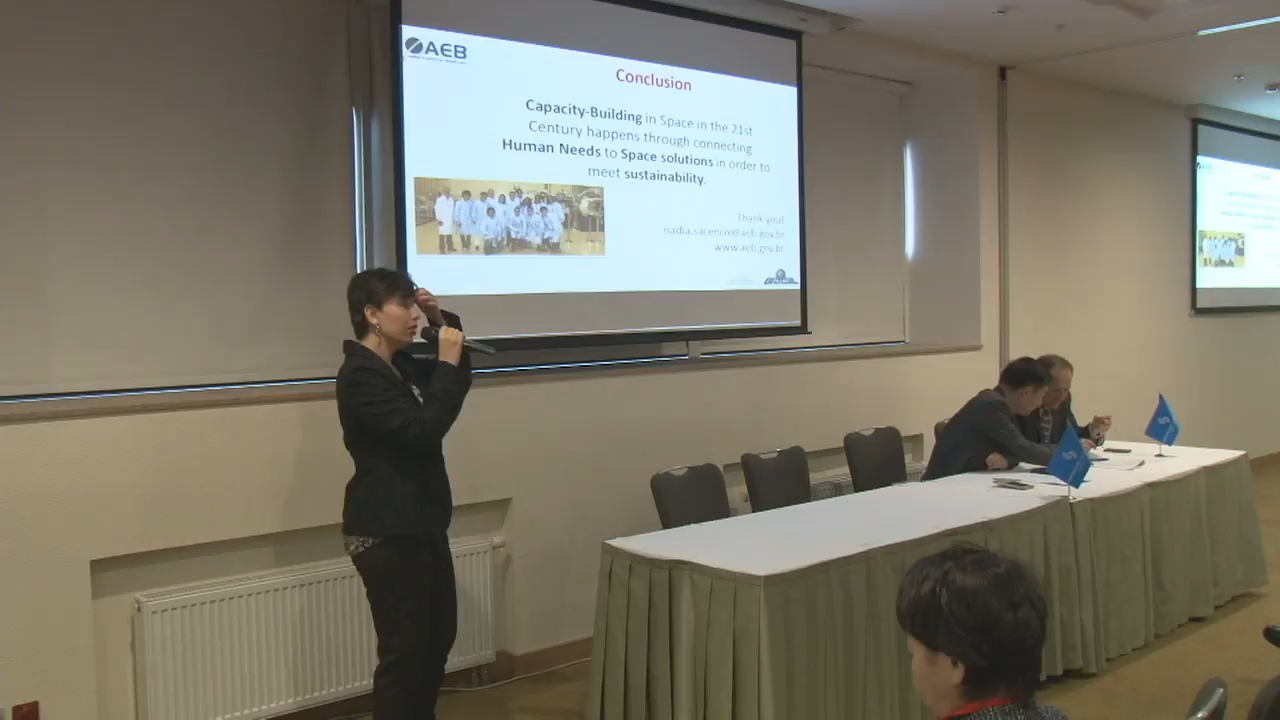 AEB
Conclusion
Capacity-Building in Space in the 21st
Century happens through connecting
Human Needs to Space solutions in order to
meet sustainability.
Thank you!
nadia.sacenco@aeb.gov.br
www.aeb.gov.br